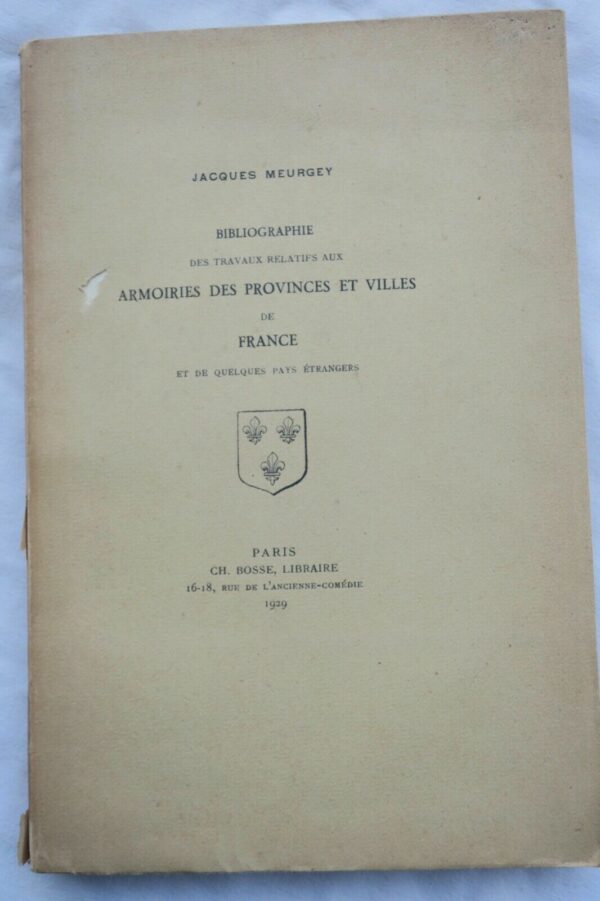 JACQUES MEURGEY
BIBLIOGRAPHIE
DES TRAVAUX RELATIFS AUX
ARMOIRIES DES PROVINCES ET VILLES
DE
FRANCE
ET DE QUELQUES PAYS ÉTRANGERS
PARIS
CH. BOSSE, LIBRAIRE
16-18, RUE DE L'ANCIENNE-COMÉDIE
1929